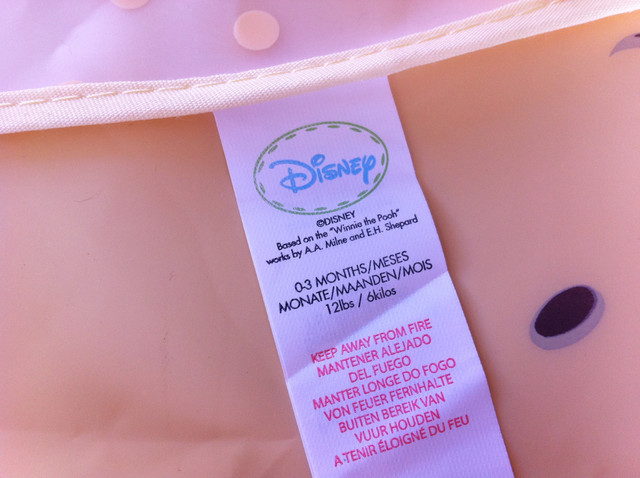 Disney
©DISNEY
Based on the "Winnie the Pooh"
works by A.A. Milne and E.H. Shepard
0-3 MONTHS/MESES
MONATE/MAANDEN/MOIS
12lbs / 6kilos
KEEP AWAY FROM FIRE
MANTENER ALEJADO
DEL FUEGO
MANTER LONGE DO FOGO
VON FEUER FERNHALTE
BUITEN BEREIK VAN
VUUR HOUDEN
A TENIR ÉLOIGNÉ DU FEU